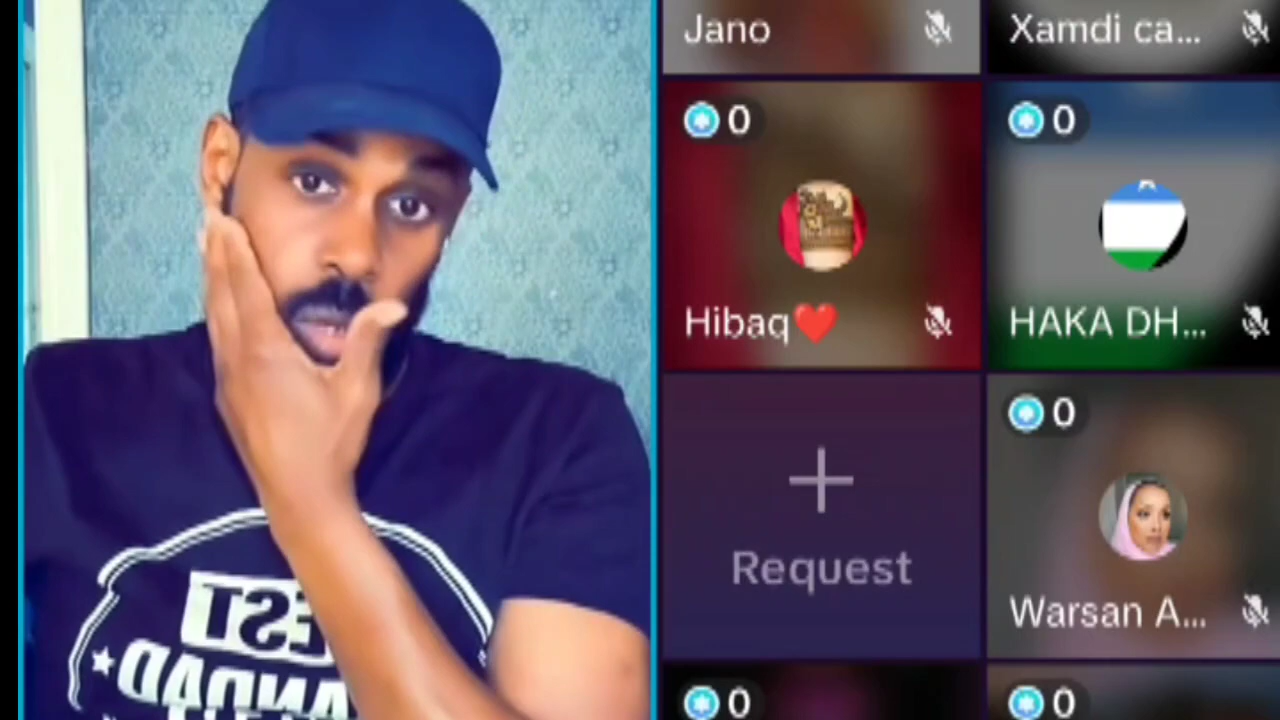 Jano
Xamdi ca...
0
0
Hibaq❤️
HAKA DH...
0
Request
Warsan A...
0
0